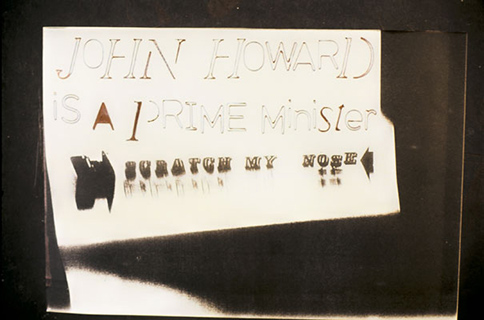 JOHN HOWARD
iS A PRIME MiniSter
SCRATCH MY NOSE